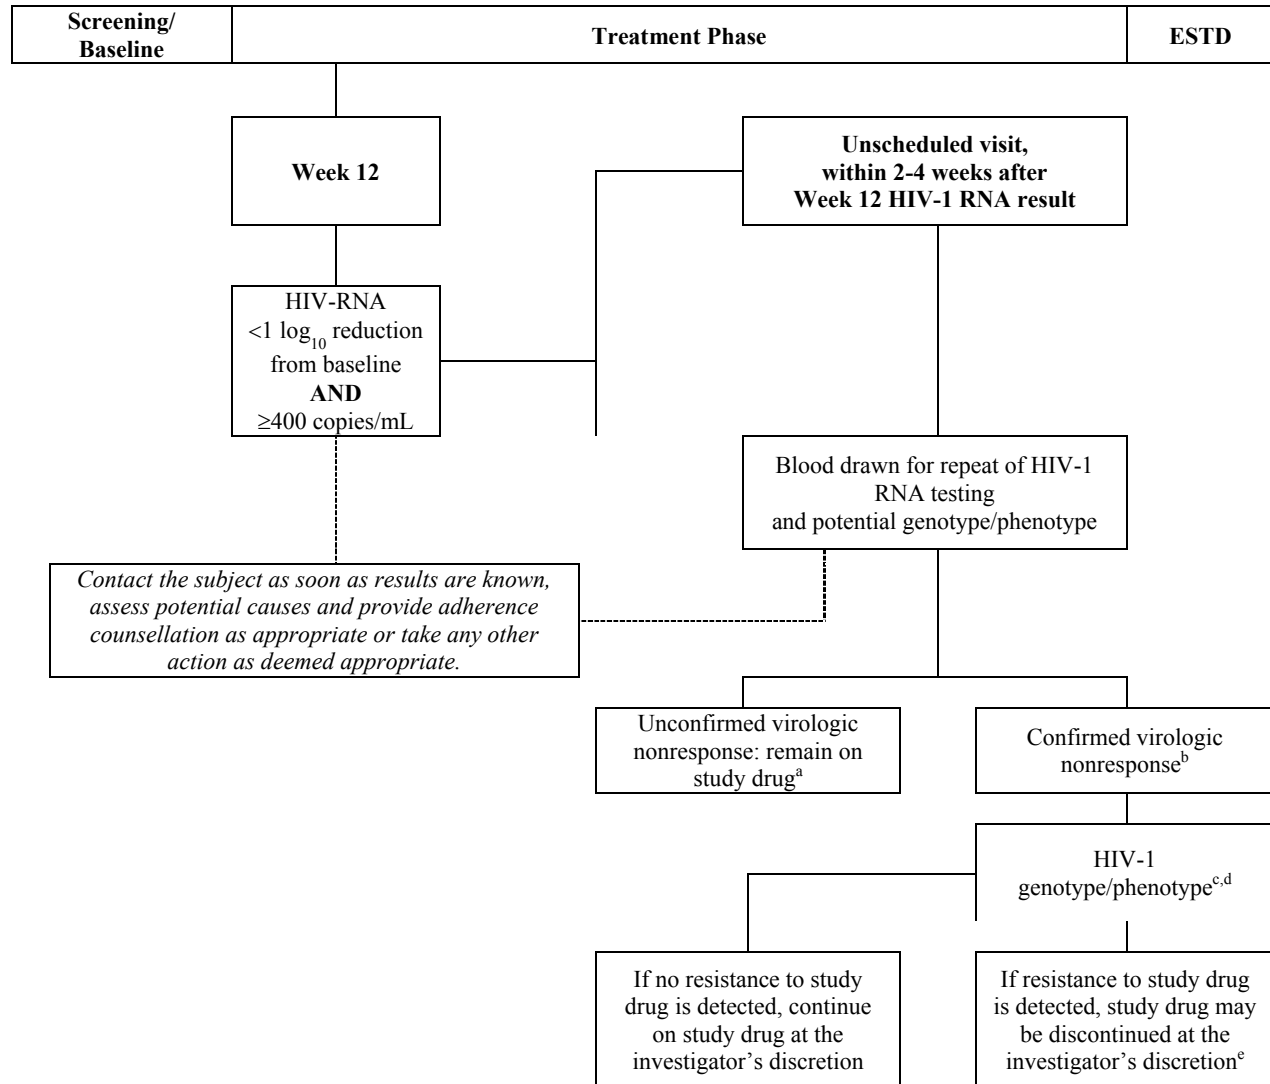 Screening/
Baseline
Treatment Phase
ESTD
Week 12
Unscheduled visit,
within 2-4 weeks after
Week 12 HIV-1 RNA result
HIV-RNA
<1 log10 reduction
from baseline
AND
≥400 copies/mL
Blood drawn for repeat of HIV-1
RNA testing
and potential genotype/phenotype
Contact the subject as soon as results are known,
assess potential causes and provide adherence
counsellation as appropriate or take any other
action as deemed appropriate.
Unconfirmed virologic
nonresponse: remain on
study druga
Confirmed virologic
nonresponseb
HIV-1
genotype/phenotypec,d
If no resistance to study
drug is detected, continue
on study drug at the
investigator’s discretion
If resistance to study drug
is detected, study drug may
be discontinued at the
investigator’s discretione